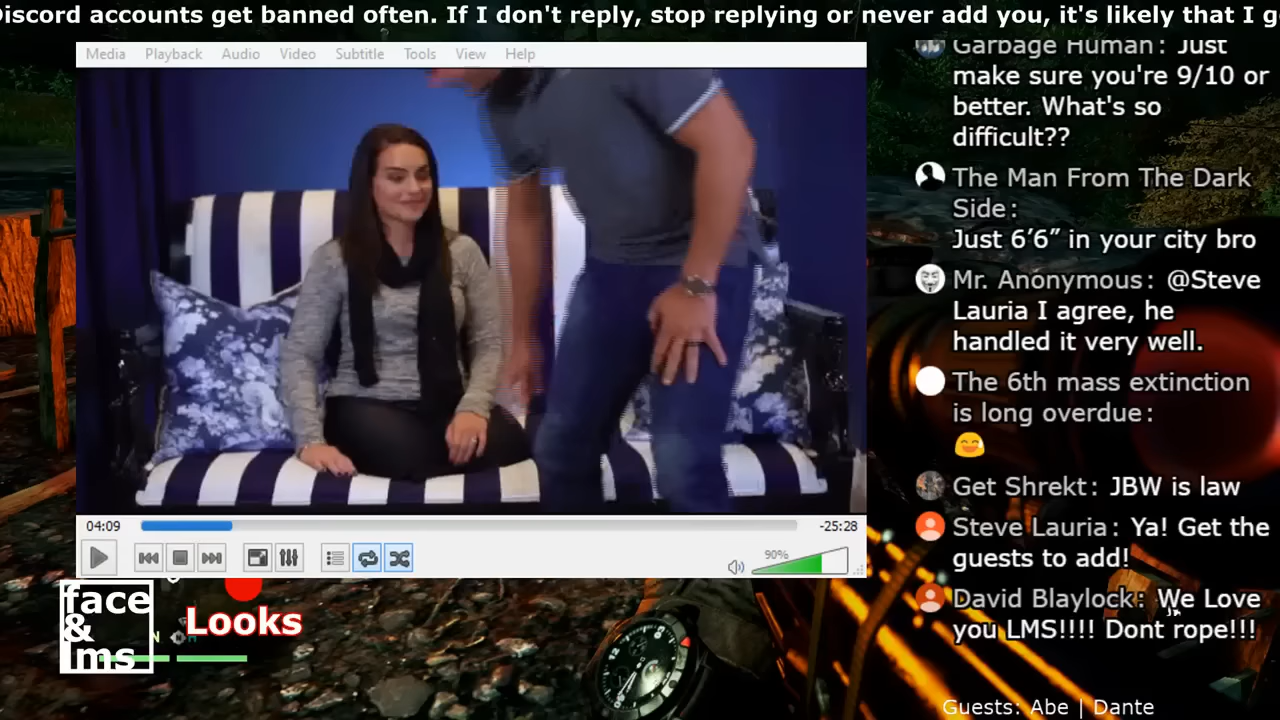 Discord accounts get banned often. If I don't reply, stop replying or never add you, it's likely that I g
Media Playback Audio Video Subtitle Tools View Help
Garbage Human: Just
make sure you're 9/10 or
better. What's so
difficult??
The Man From The Dark
Side:
Just 6’6” in your city bro
Mr. Anonymous: @Steve
Lauria I agree, he
handled it very well.
The 6th mass extinction
is long overdue:
😄
Get Shrekt: JBW is law
Steve Lauria: Ya! Get the
guests to add!
David Blaylock: We Love
you LMS!!!! Dont rope!!!
04:09
-25:28
90%
face
&
lms
Looks
N
Guests: Abe | Dante